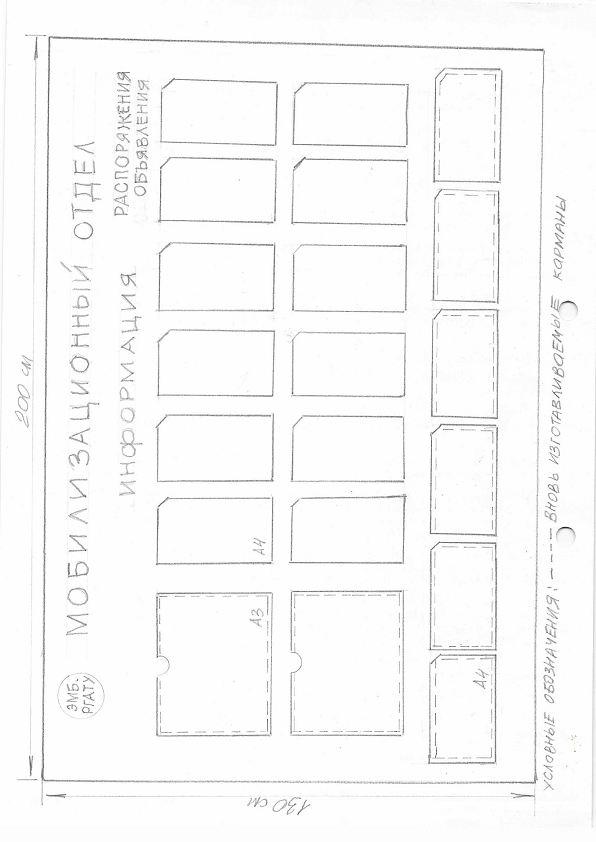 200 см
130 см
ЭМБ.
РГАТУ
МОБИЛИЗАЦИОННЫЙ ОТДЕЛ
ИНФОРМАЦИЯ
РАСПОРЯЖЕНИЯ
ОБЪЯВЛЕНИЯ
А3
А4
А4
УСЛОВНЫЕ ОБОЗНАЧЕНИЯ: ---- ВНОВЬ ИЗГОТАВЛИВАЕМЫЕ КАРМАНЫ